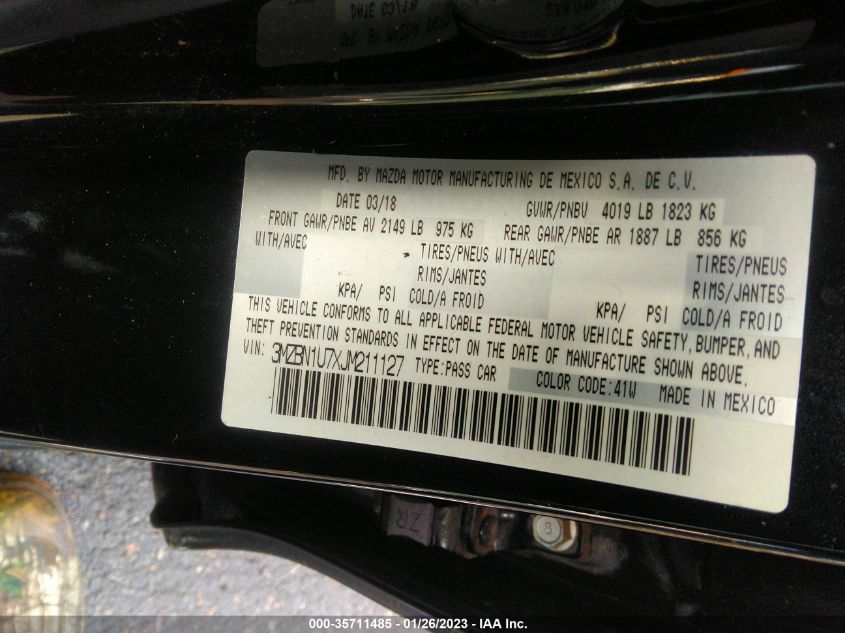 MFD. BY MAZDA MOTOR MANUFACTURING DE MEXICO S.A. DE C.V.
DATE 03/18 GVWR/PNBV 4019 LB 1823 KG
FRONT GAWR/PNBE AV 2149 LB 975 KG REAR GAWR/PNBE AR 1887 LB 856 KG
WITH/AVEC TIRES/PNEUS WITH/AVEC TIRES/PNEUS
RIMS/JANTES RIMS/JANTES
KPA/ PSI COLD/A FROID KPA/ PSI COLD/A FROID
THIS VEHICLE CONFORMS TO ALL APPLICABLE FEDERAL MOTOR VEHICLE SAFETY, BUMPER, AND
THEFT PREVENTION STANDARDS IN EFFECT ON THE DATE OF MANUFACTURE SHOWN ABOVE.
VIN: 3MZBN1U7XJM211127 TYPE:PASS CAR COLOR CODE:41W MADE IN MEXICO
ZR
8
000-35711485 - 01/26/2023 - IAA Inc.